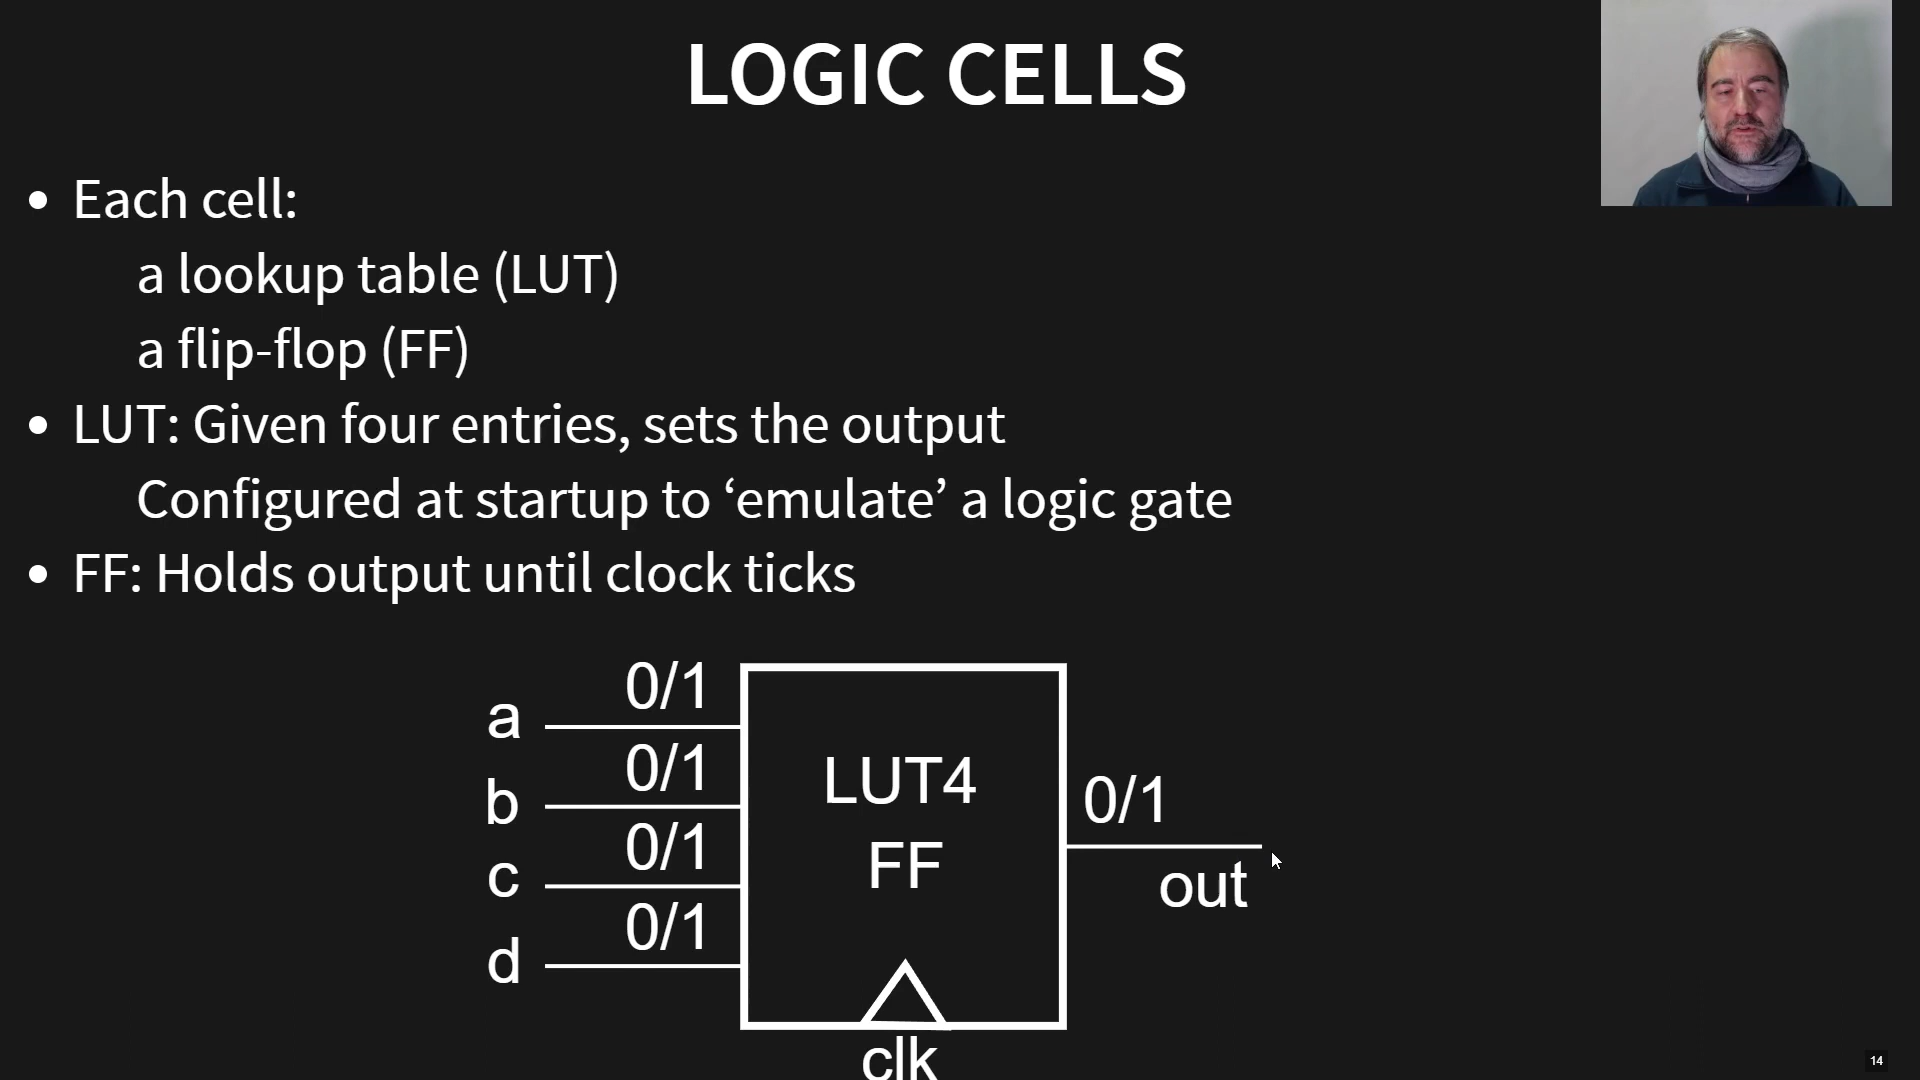 LOGIC CELLS
• Each cell:
a lookup table (LUT)
a flip-flop (FF)
• LUT: Given four entries, sets the output
Configured at startup to ‘emulate’ a logic gate
• FF: Holds output until clock ticks
a 0/1
b 0/1
c 0/1
d 0/1
LUT4
FF
clk
0/1
out
14